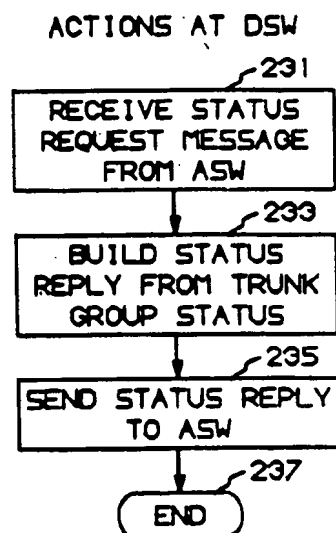 ACTIONS AT DSW
231
RECEIVE STATUS
REQUEST MESSAGE
FROM ASW
233
BUILD STATUS
REPLY FROM TRUNK
GROUP STATUS
235
SEND STATUS REPLY
TO ASW
237
END